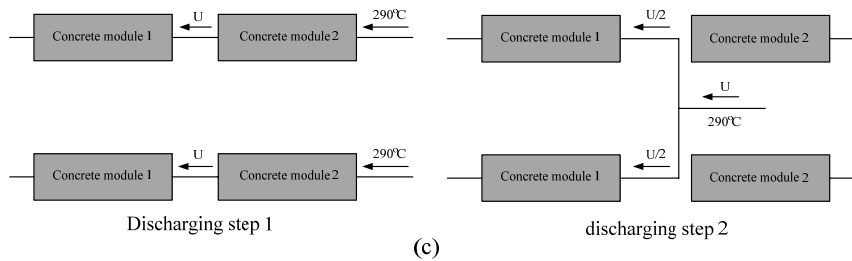 U
290°C
U/2
Concrete module 1
Concrete module 2
Concrete module 1
Concrete module 2
U
290°C
U
290°C
U/2
Concrete module 1
Concrete module 2
Concrete module 1
Concrete module 2
Discharging step 1
discharging step 2
(c)